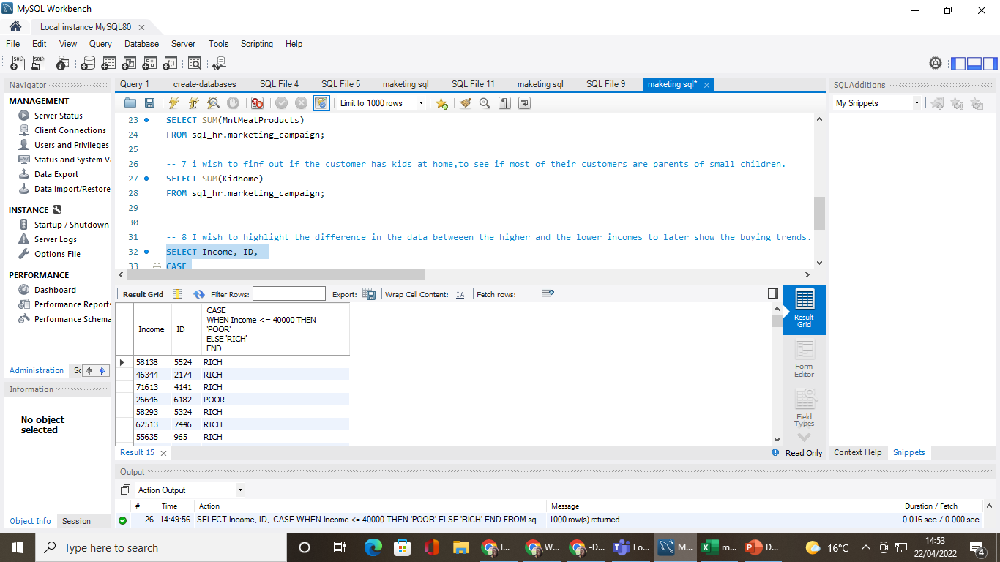 MySQL Workbench
Local instance MySQL80
File Edit View Query Database Server Tools Scripting Help
Navigator
MANAGEMENT
Server Status
Client Connections
Users and Privileges
Status and System V
Data Export
Data Import/Restore
INSTANCE
Startup / Shutdown
Server Logs
Options File
PERFORMANCE
Dashboard
Performance Reports
Performance Schema
Administration Sc
Information
No object
selected
Object Info Session
Query 1 create-databases SQL File 4 SQL File 5 maketing sql SQL File 11 maketing sql SQL File 9 maketing sql*
Limit to 1000 rows
23 SELECT SUM(MntMeatProducts)
24 FROM sql_hr.marketing_campaign;
25
26 -- 7 i wish to finf out if the customer has kids at home,to see if most of their customers are parents of small children.
27 SELECT SUM(Kidhome)
28 FROM sql_hr.marketing_campaign;
29
30
31 -- 8 I wish to highlight the difference in the data betweeen the higher and the lower incomes to later show the buying trends.
32 SELECT Income, ID,
33 CASE
Result Grid Filter Rows: Export: Wrap Cell Content: Fetch rows:
Income ID CASE
WHEN Income <= 40000 THEN
'POOR'
ELSE 'RICH'
END
58138 5524 RICH
46344 2174 RICH
71613 4141 RICH
26646 6182 POOR
58293 5324 RICH
62513 7446 RICH
55635 965 RICH
Result Grid
Form Editor
Field Types
Result 15 Read Only
SQLAdditions
My Snippets
Context Help Snippets
Output
Action Output
# Time Action Message Duration / Fetch
26 14:49:56 SELECT Income, ID, CASE WHEN Income <= 40000 THEN 'POOR' ELSE 'RICH' END FROM sq... 1000 row(s) returned 0.016 sec / 0.000 sec
Type here to search
I... W... -D... Lo... M... m... D...
16°C
14:53
22/04/2022
4